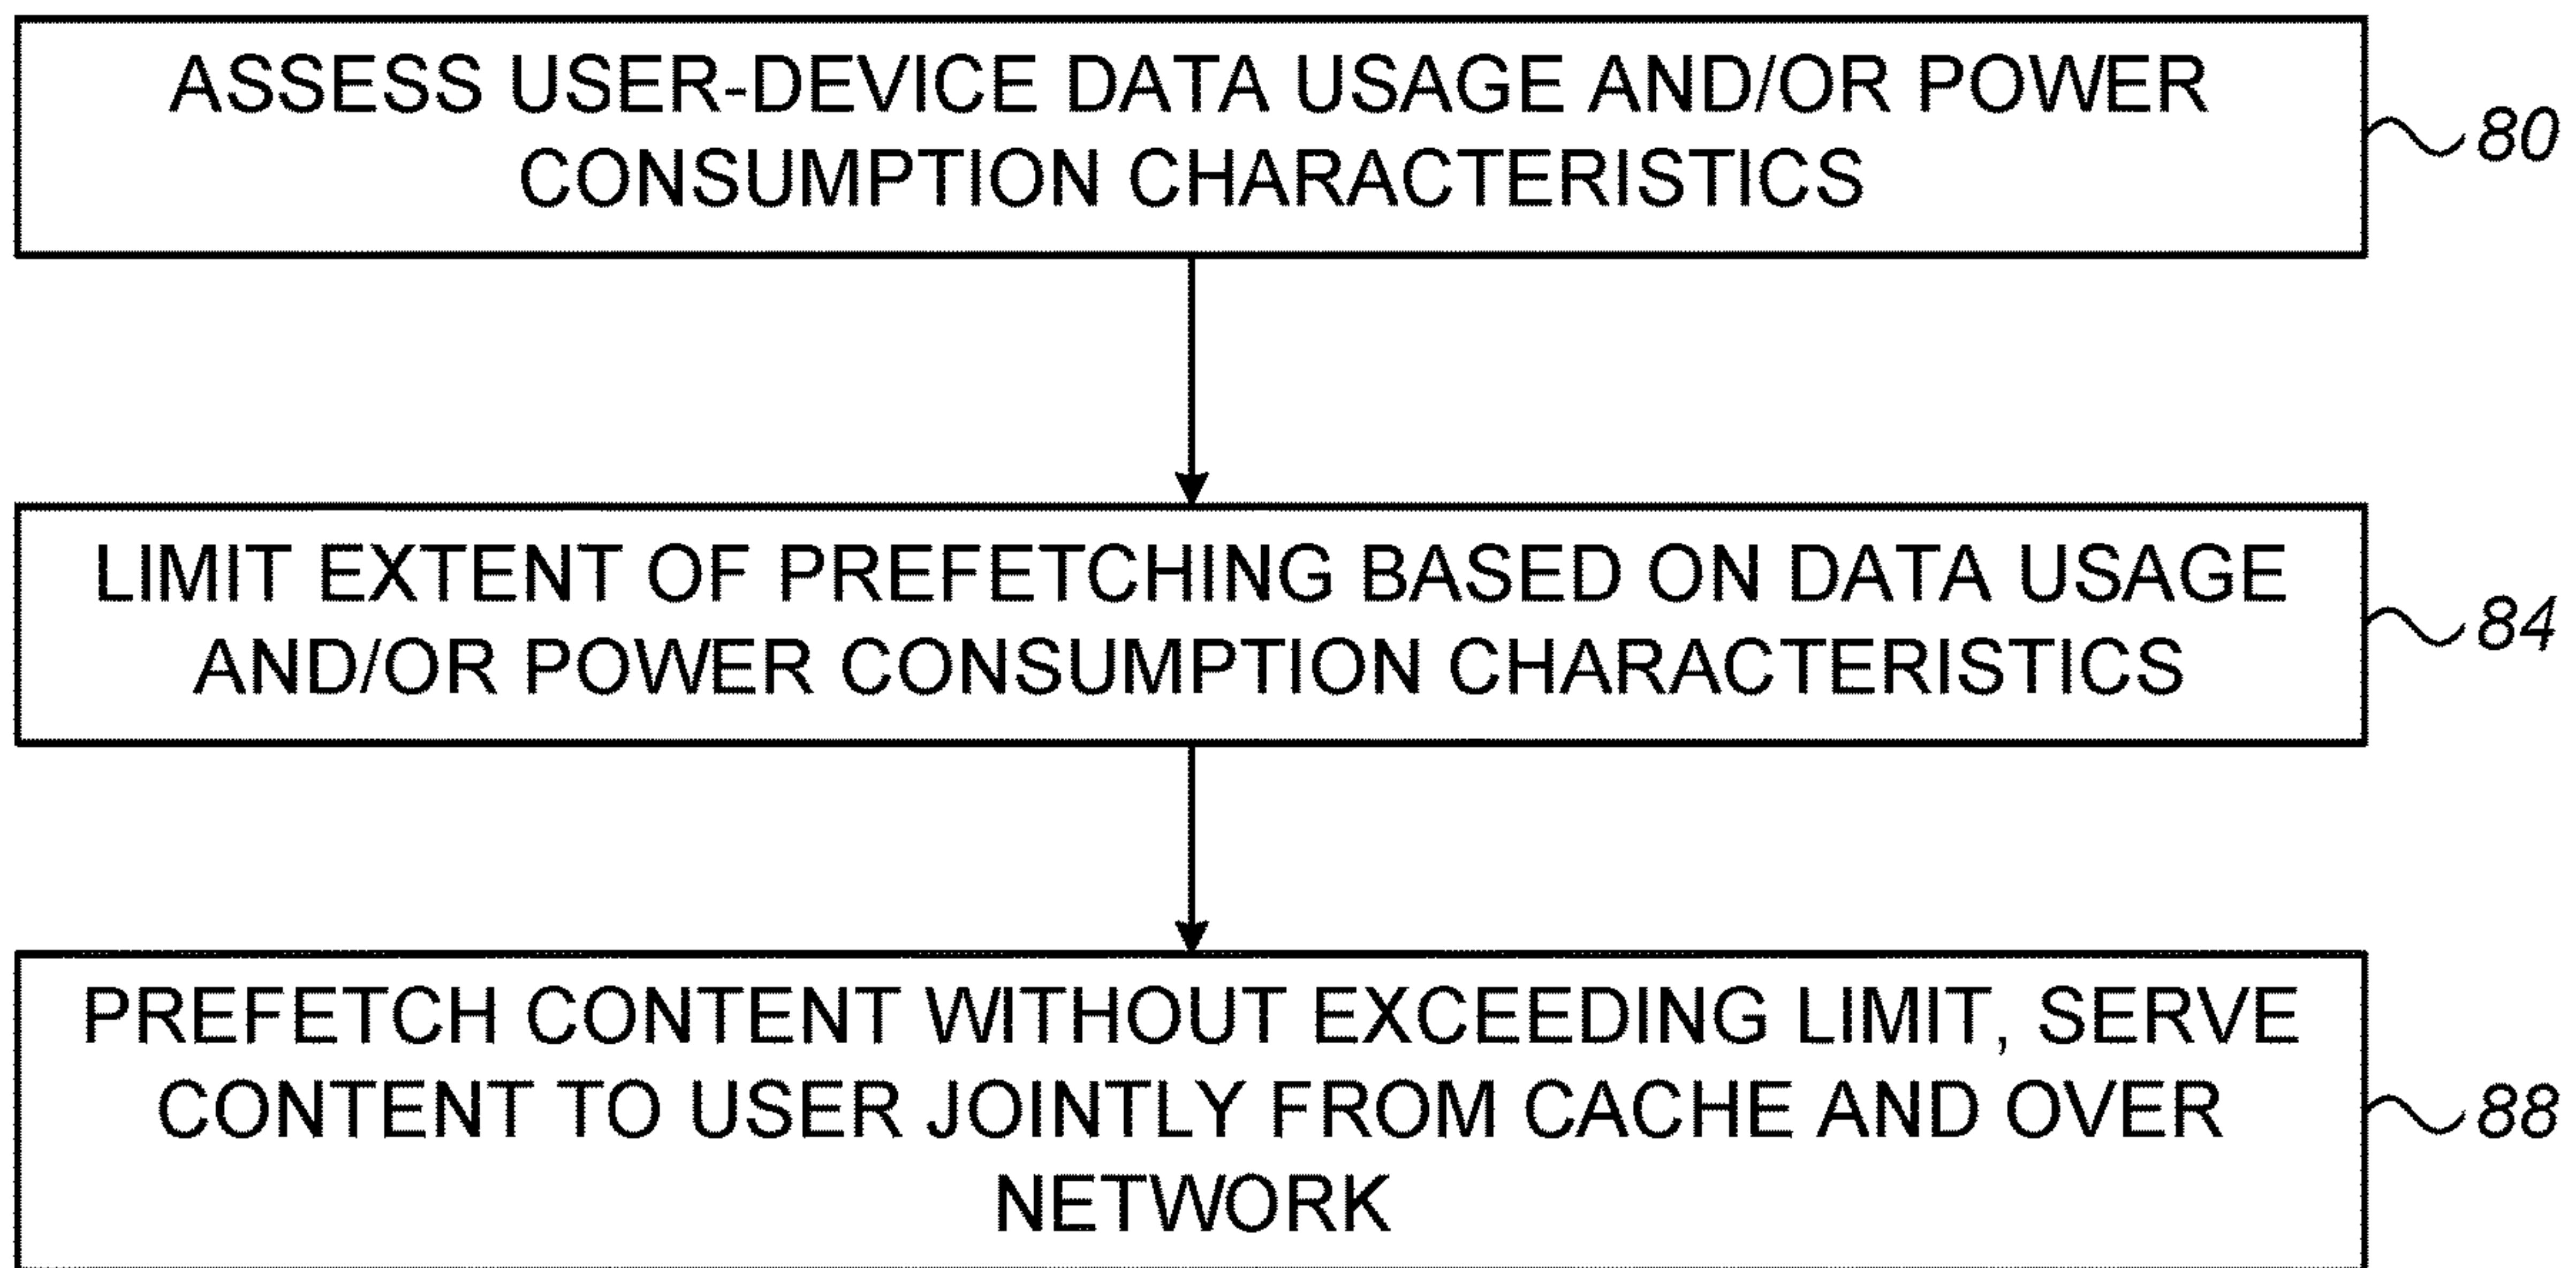 ASSESS USER-DEVICE DATA USAGE AND/OR POWER
CONSUMPTION CHARACTERISTICS
80
LIMIT EXTENT OF PREFETCHING BASED ON DATA USAGE
AND/OR POWER CONSUMPTION CHARACTERISTICS
84
PREFETCH CONTENT WITHOUT EXCEEDING LIMIT, SERVE
CONTENT TO USER JOINTLY FROM CACHE AND OVER
NETWORK
88